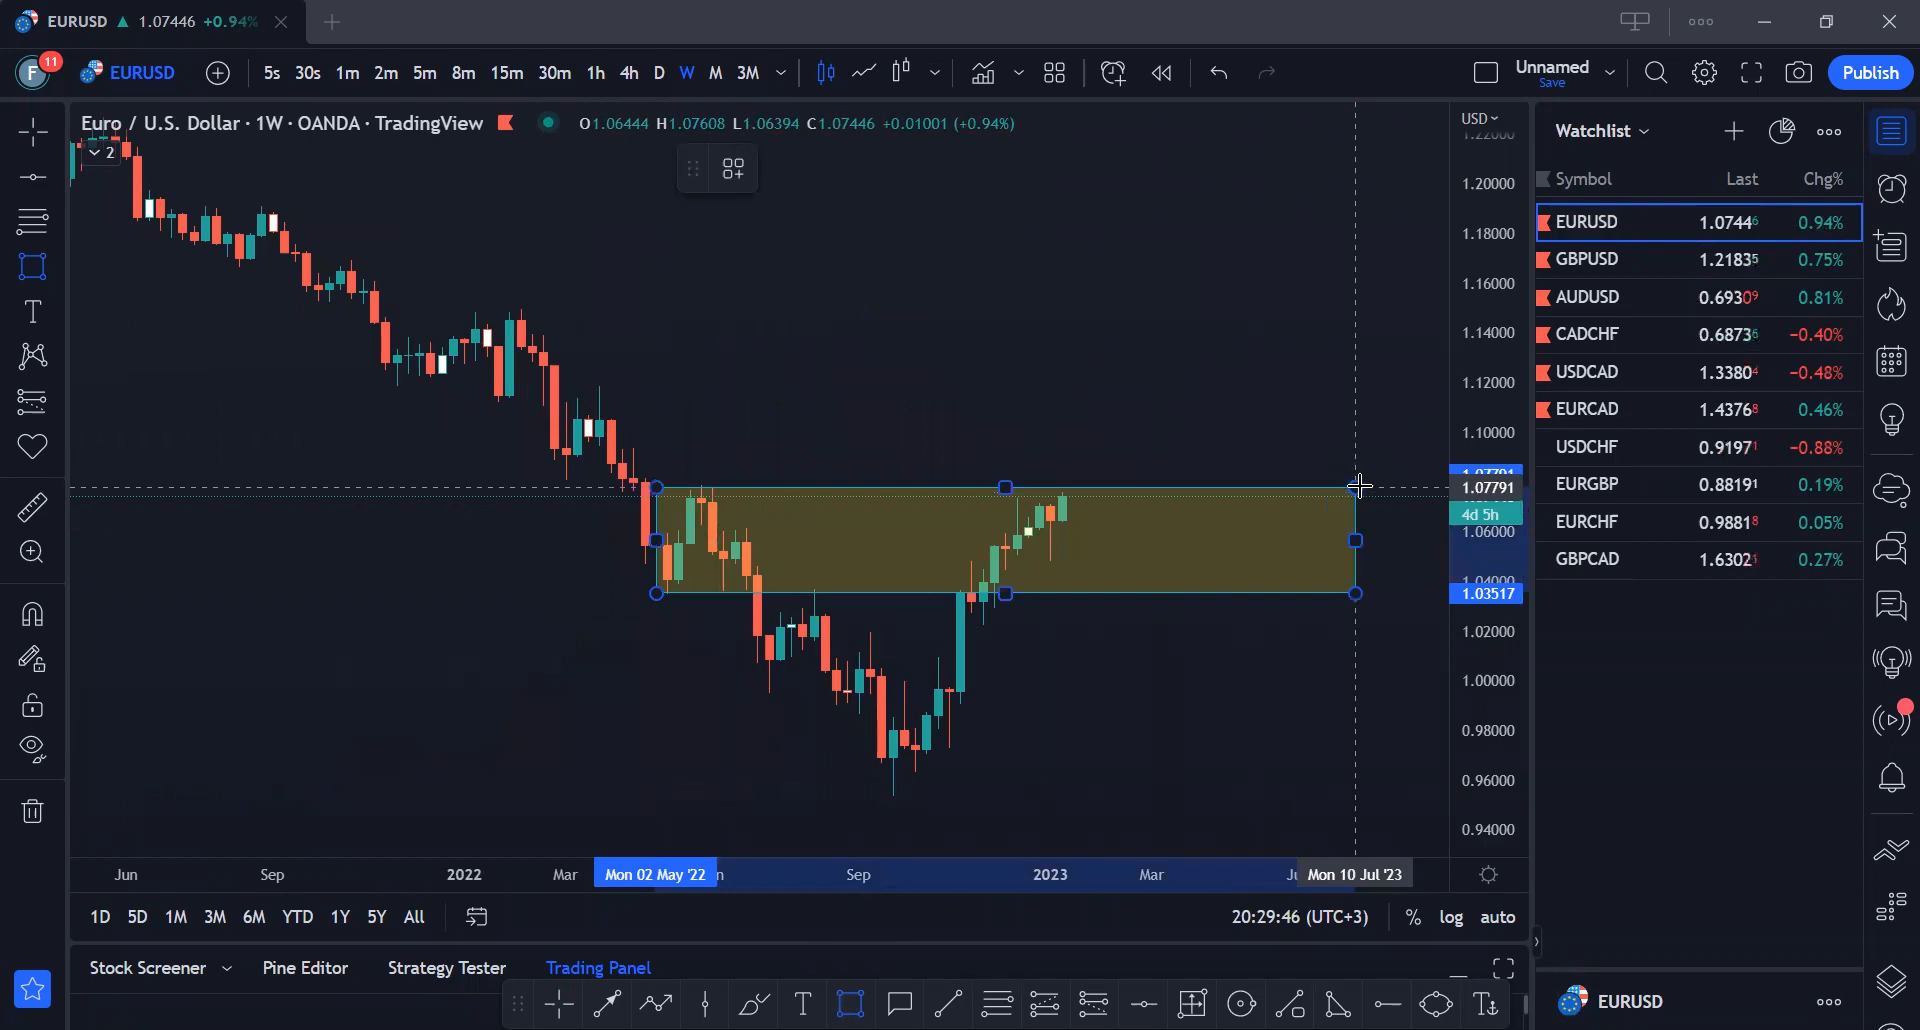 EURUSD ▲ 1.07446 +0.94%
F 11 EURUSD 5s 30s 1m 2m 5m 8m 15m 30m 1h 4h D W M 3M Unnamed Save Publish
Euro / U.S. Dollar · 1W · OANDA · TradingView O1.06444 H1.07608 L1.06394 C1.07446 +0.01001 (+0.94%)
2
USD
1.22000
1.20000
1.18000
1.16000
1.14000
1.12000
1.10000
1.07791
1.07791
4d 5h
1.06000
1.04000
1.03517
1.02000
1.00000
0.98000
0.96000
0.94000
Jun Sep 2022 Mar Mon 02 May '22 Sep 2023 Mar Mon 10 Jul '23
1D 5D 1M 3M 6M YTD 1Y 5Y All 20:29:46 (UTC+3) % log auto
Stock Screener Pine Editor Strategy Tester Trading Panel
Watchlist
Symbol Last Chg%
EURUSD 1.07446 0.94%
GBPUSD 1.21835 0.75%
AUDUSD 0.69309 0.81%
CADCHF 0.68736 −0.40%
USDCAD 1.33804 −0.48%
EURCAD 1.43768 0.46%
USDCHF 0.91971 −0.88%
EURGBP 0.88191 0.19%
EURCHF 0.98818 0.05%
GBPCAD 1.6302 0.27%
EURUSD